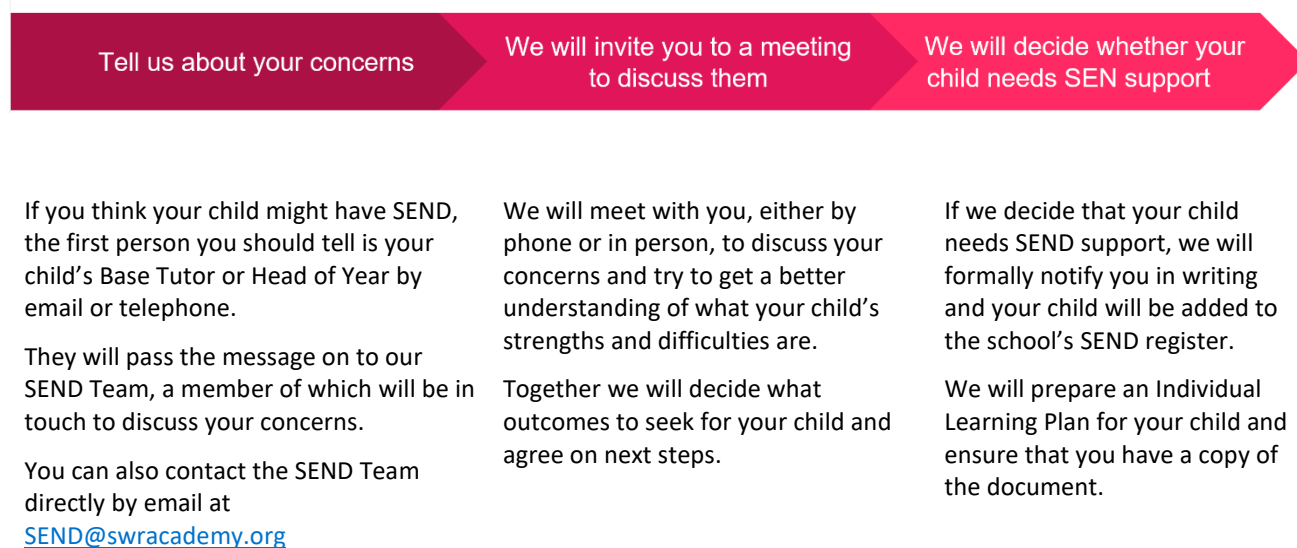 Tell us about your concerns
We will invite you to a meeting
to discuss them
We will decide whether your
child needs SEN support
If you think your child might have SEND,
the first person you should tell is your
child’s Base Tutor or Head of Year by
email or telephone.
They will pass the message on to our
SEND Team, a member of which will be in
touch to discuss your concerns.
You can also contact the SEND Team
directly by email at
SEND@swracademy.org
We will meet with you, either by
phone or in person, to discuss your
concerns and try to get a better
understanding of what your child’s
strengths and difficulties are.
Together we will decide what
outcomes to seek for your child and
agree on next steps.
If we decide that your child
needs SEND support, we will
formally notify you in writing
and your child will be added to
the school’s SEND register.
We will prepare an Individual
Learning Plan for your child and
ensure that you have a copy of
the document.